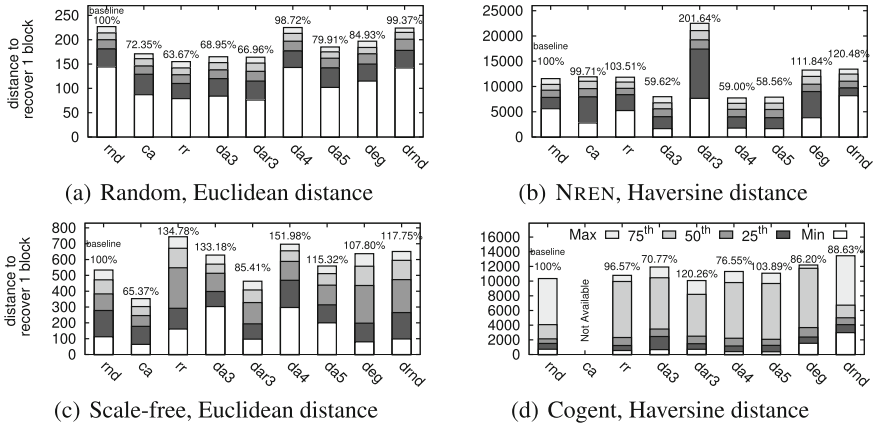 distance to
recover 1 block
250
200
150
100
50
0
baseline
100%
72.35%
63.67%
68.95%
66.96%
98.72%
79.91%
84.93%
99.37%
rnd
ca
rr
da3
dar3
da4
da5
deg
drnd
(a) Random, Euclidean distance
25000
20000
15000
10000
5000
0
baseline
100%
99.71%
103.51%
59.62%
201.64%
59.00%
58.56%
111.84%
120.48%
rnd
ca
rr
da3
dar3
da4
da5
deg
drnd
(b) NREN, Haversine distance
distance to
recover 1 block
800
700
600
500
400
300
200
100
0
baseline
100%
65.37%
134.78%
133.18%
85.41%
151.98%
115.32%
107.80%
117.75%
rnd
ca
rr
da3
dar3
da4
da5
deg
drnd
(c) Scale-free, Euclidean distance
16000
14000
12000
10000
8000
6000
4000
2000
0
Max 75th 50th 25th Min
baseline
100%
Not Available
96.57%
70.77%
120.26%
76.55%
103.89%
86.20%
88.63%
rnd
ca
rr
da3
dar3
da4
da5
deg
drnd
(d) Cogent, Haversine distance